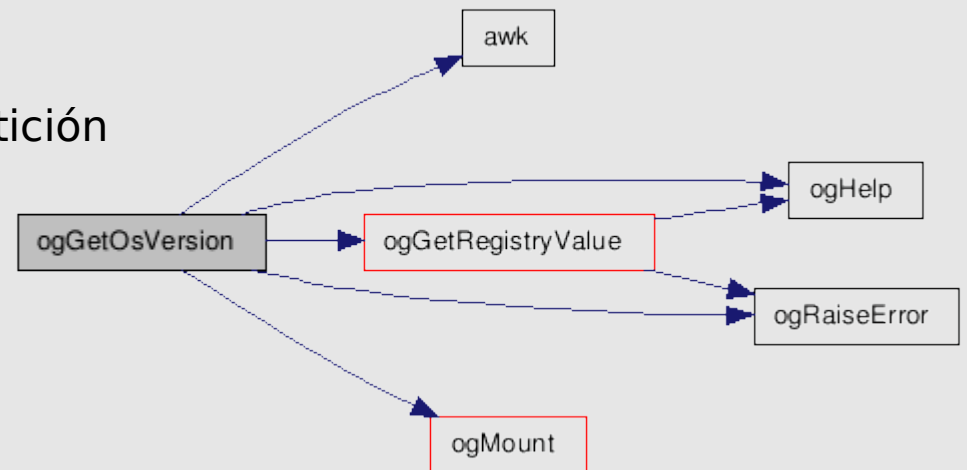 awk
tición
ogHelp
ogGetOsVersion
ogGetRegistryValue
ogRaiseError
ogMount